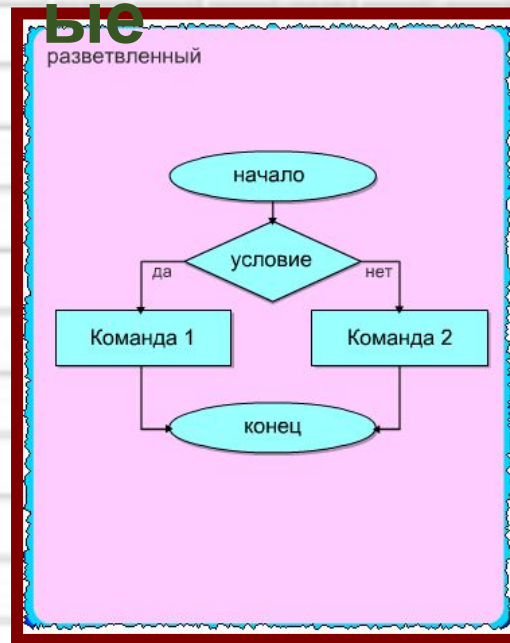 ые
разветвленный
начало
условие
да
нет
Команда 1
Команда 2
конец